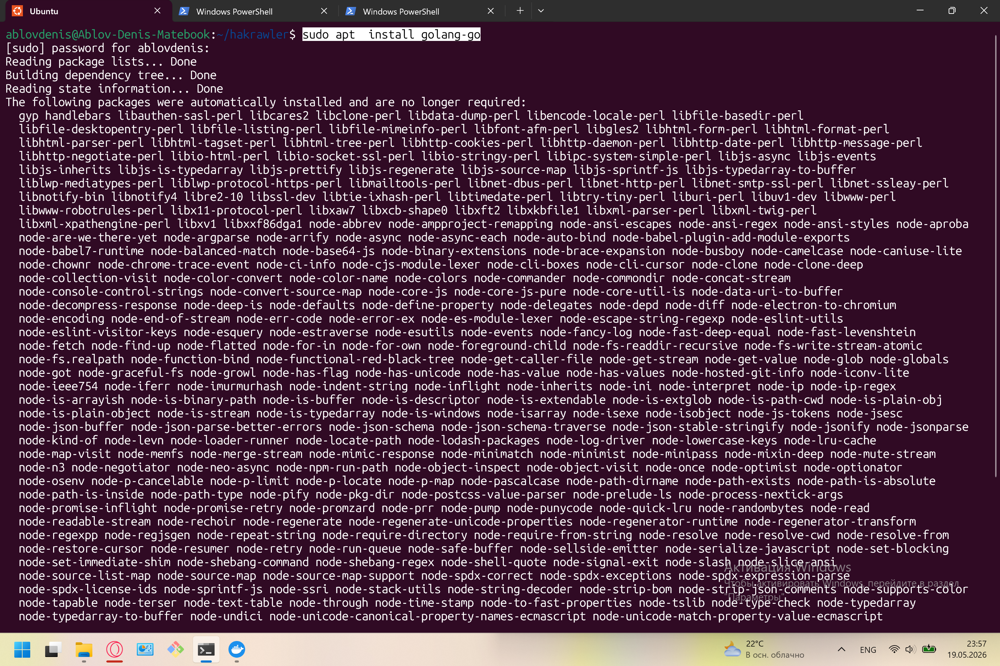 Ubuntu
Windows PowerShell
Windows PowerShell
ablovdenis@Ablov-Denis-Matebook:~/hakrawler$ sudo apt  install golang-go
[sudo] password for ablovdenis:
Reading package lists... Done
Building dependency tree... Done
Reading state information... Done
The following packages were automatically installed and are no longer required:
  gyp handlebars libauthen-sasl-perl libcares2 libclone-perl libdata-dump-perl libencode-locale-perl libfile-basedir-perl
  libfile-desktopentry-perl libfile-listing-perl libfile-mimeinfo-perl libfont-afm-perl libgles2 libhtml-form-perl libhtml-format-perl
  libhtml-parser-perl libhtml-tagset-perl libhtml-tree-perl libhttp-cookies-perl libhttp-daemon-perl libhttp-date-perl libhttp-message-perl
  libhttp-negotiate-perl libio-html-perl libio-socket-ssl-perl libio-stringy-perl libipc-system-simple-perl libjs-async libjs-events
  libjs-inherits libjs-is-typedarray libjs-prettify libjs-regenerate libjs-source-map libjs-sprintf-js libjs-typedarray-to-buffer
  liblwp-mediatypes-perl liblwp-protocol-https-perl libmailtools-perl libnet-dbus-perl libnet-http-perl libnet-smtp-ssl-perl libnet-ssleay-perl
  libnotify-bin libnotify4 libre2-10 libssl-dev libtie-ixhash-perl libtimedate-perl libtry-tiny-perl liburi-perl libuv1-dev libwww-perl
  libwww-robotrules-perl libx11-protocol-perl libxaw7 libxcb-shape0 libxft2 libxkbfile1 libxml-parser-perl libxml-twig-perl
  libxml-xpathengine-perl libxv1 libxxf86dga1 node-abbrev node-ampproject-remapping node-ansi-escapes node-ansi-regex node-ansi-styles node-aproba
  node-are-we-there-yet node-argparse node-arrify node-async node-async-each node-auto-bind node-babel-plugin-add-module-exports
  node-babel7-runtime node-balanced-match node-base64-js node-binary-extensions node-brace-expansion node-busboy node-camelcase node-caniuse-lite
  node-chownr node-chrome-trace-event node-ci-info node-cjs-module-lexer node-cli-boxes node-cli-cursor node-clone node-clone-deep
  node-collection-visit node-color-convert node-color-name node-colors node-commander node-commondir node-concat-stream
  node-console-control-strings node-convert-source-map node-core-js node-core-js-pure node-core-util-is node-data-uri-to-buffer
  node-decompress-response node-deep-is node-defaults node-define-property node-delegates node-depd node-diff node-electron-to-chromium
  node-encoding node-end-of-stream node-err-code node-error-ex node-es-module-lexer node-escape-string-regexp node-eslint-utils
  node-eslint-visitor-keys node-esquery node-estraverse node-esutils node-events node-fancy-log node-fast-deep-equal node-fast-levenshtein
  node-fetch node-find-up node-flatted node-for-in node-for-own node-foreground-child node-fs-readdir-recursive node-fs-write-stream-atomic
  node-fs.realpath node-function-bind node-functional-red-black-tree node-get-caller-file node-get-stream node-get-value node-glob node-globals
  node-got node-graceful-fs node-growl node-has-flag node-has-unicode node-has-value node-has-values node-hosted-git-info node-iconv-lite
  node-ieee754 node-iferr node-imurmurhash node-indent-string node-inflight node-inherits node-ini node-interpret node-ip node-ip-regex
  node-is-arrayish node-is-binary-path node-is-buffer node-is-descriptor node-is-extendable node-is-extglob node-is-path-cwd node-is-plain-obj
  node-is-plain-object node-is-stream node-is-typedarray node-is-windows node-isarray node-isexe node-isobject node-js-tokens node-jsesc
  node-json-buffer node-json-parse-better-errors node-json-schema node-json-schema-traverse node-json-stable-stringify node-jsonify node-jsonparse
  node-kind-of node-levn node-loader-runner node-locate-path node-lodash-packages node-log-driver node-lowercase-keys node-lru-cache
  node-map-visit node-memfs node-merge-stream node-mimic-response node-minimatch node-minimist node-minipass node-mixin-deep node-mute-stream
  node-n3 node-negotiator node-neo-async node-npm-run-path node-object-inspect node-object-visit node-once node-optimist node-optionator
  node-osenv node-p-cancelable node-p-limit node-p-locate node-p-map node-pascalcase node-path-dirname node-path-exists node-path-is-absolute
  node-path-is-inside node-path-type node-pify node-pkg-dir node-postcss-value-parser node-prelude-ls node-process-nextick-args
  node-promise-inflight node-promise-retry node-promzard node-prr node-pump node-punycode node-quick-lru node-randombytes node-read
  node-readable-stream node-rechoir node-regenerate node-regenerate-unicode-properties node-regenerator-runtime node-regenerator-transform
  node-regexpp node-regjsgen node-repeat-string node-require-directory node-require-from-string node-resolve node-resolve-cwd node-resolve-from
  node-restore-cursor node-resumer node-retry node-run-queue node-safe-buffer node-sellside-emitter node-serialize-javascript node-set-blocking
  node-set-immediate-shim node-shebang-command node-shebang-regex node-shell-quote node-signal-exit node-slash node-slice-ansi
  node-source-list-map node-source-map node-source-map-support node-spdx-correct node-spdx-exceptions node-spdx-expression-parse
  node-spdx-license-ids node-sprintf-js node-ssri node-stack-utils node-string-decoder node-strip-bom node-strip-json-comments node-supports-color
  node-tapable node-terser node-text-table node-through node-time-stamp node-to-fast-properties node-tslib node-type-check node-typedarray
  node-typedarray-to-buffer node-undici node-unicode-canonical-property-names-ecmascript node-unicode-match-property-value-ecmascript
Активация Windows
Чтобы активировать Windows, перейдите в раздел
"Параметры".
22°C
В осн. облачно
ENG
23:57
19.05.2026